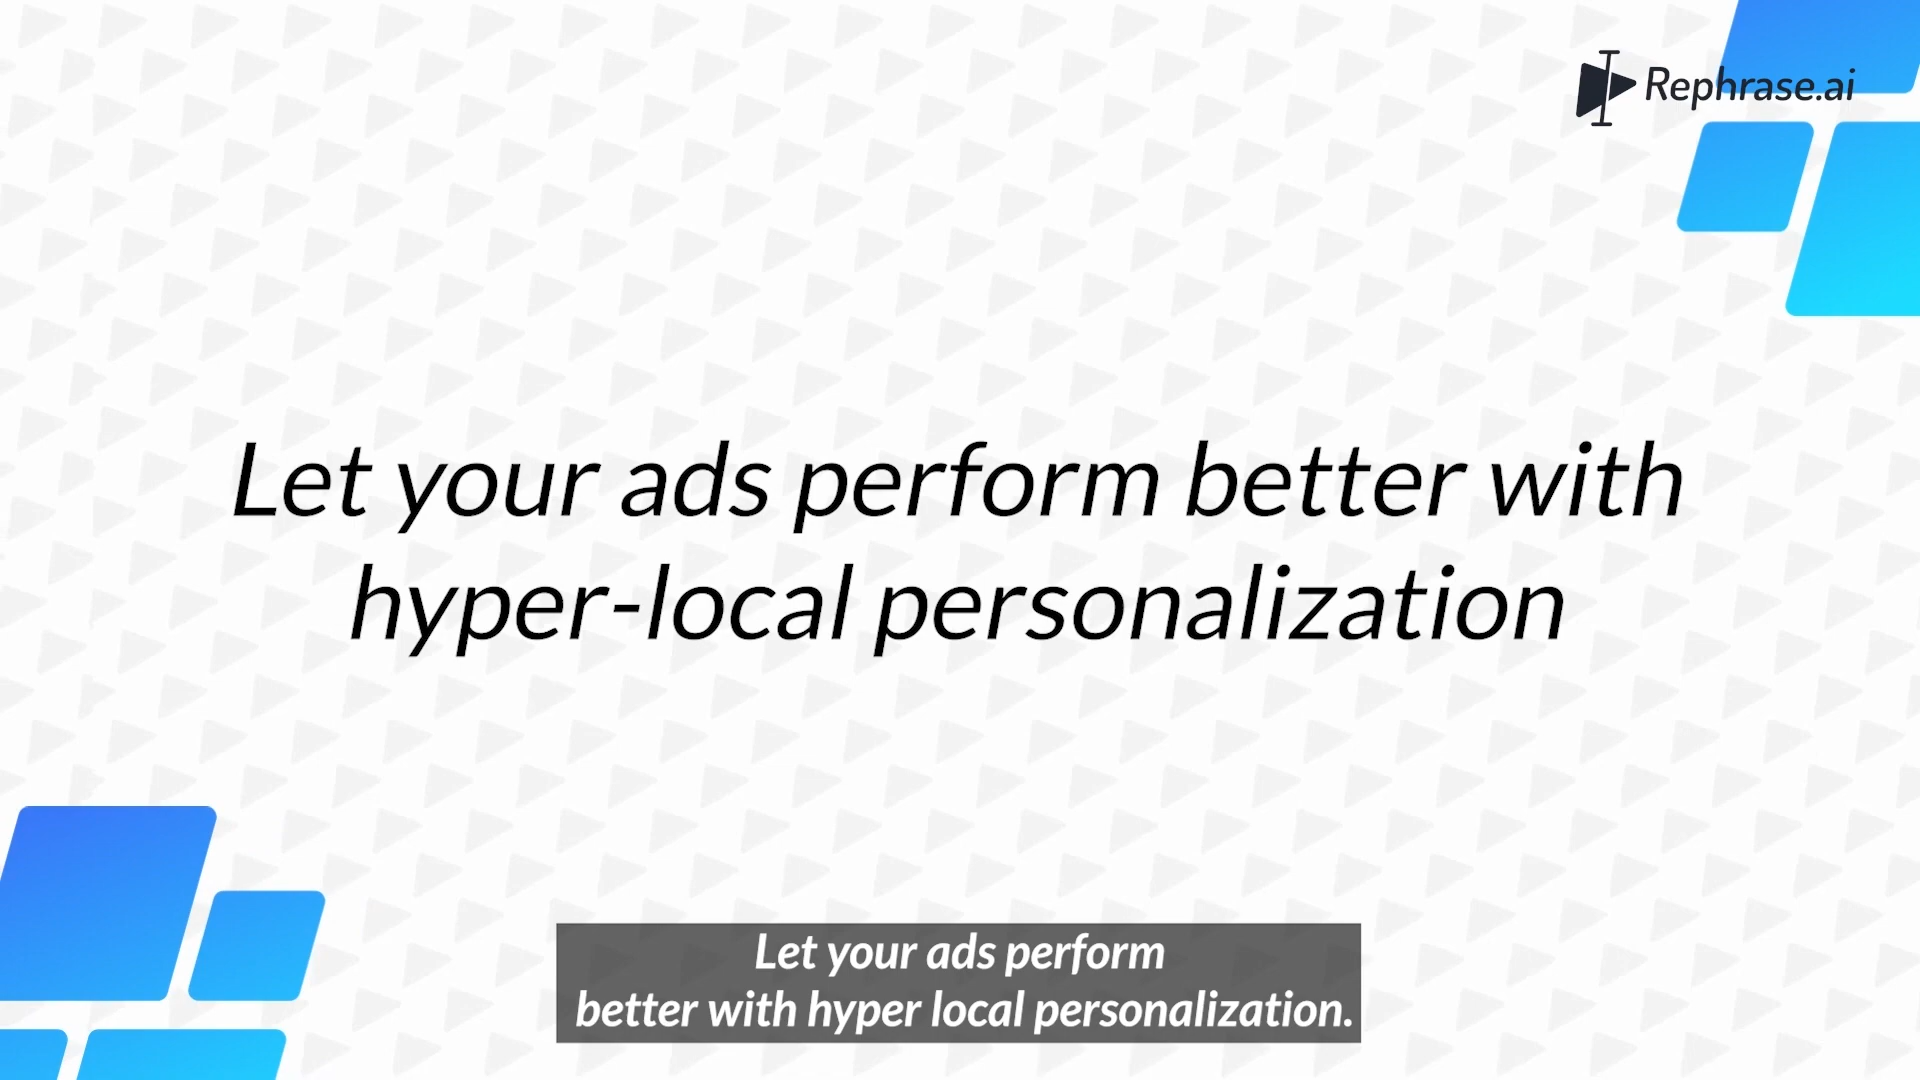 Rephrase.ai
Let your ads perform better with
hyper-local personalization
Let your ads perform
better with hyper local personalization.